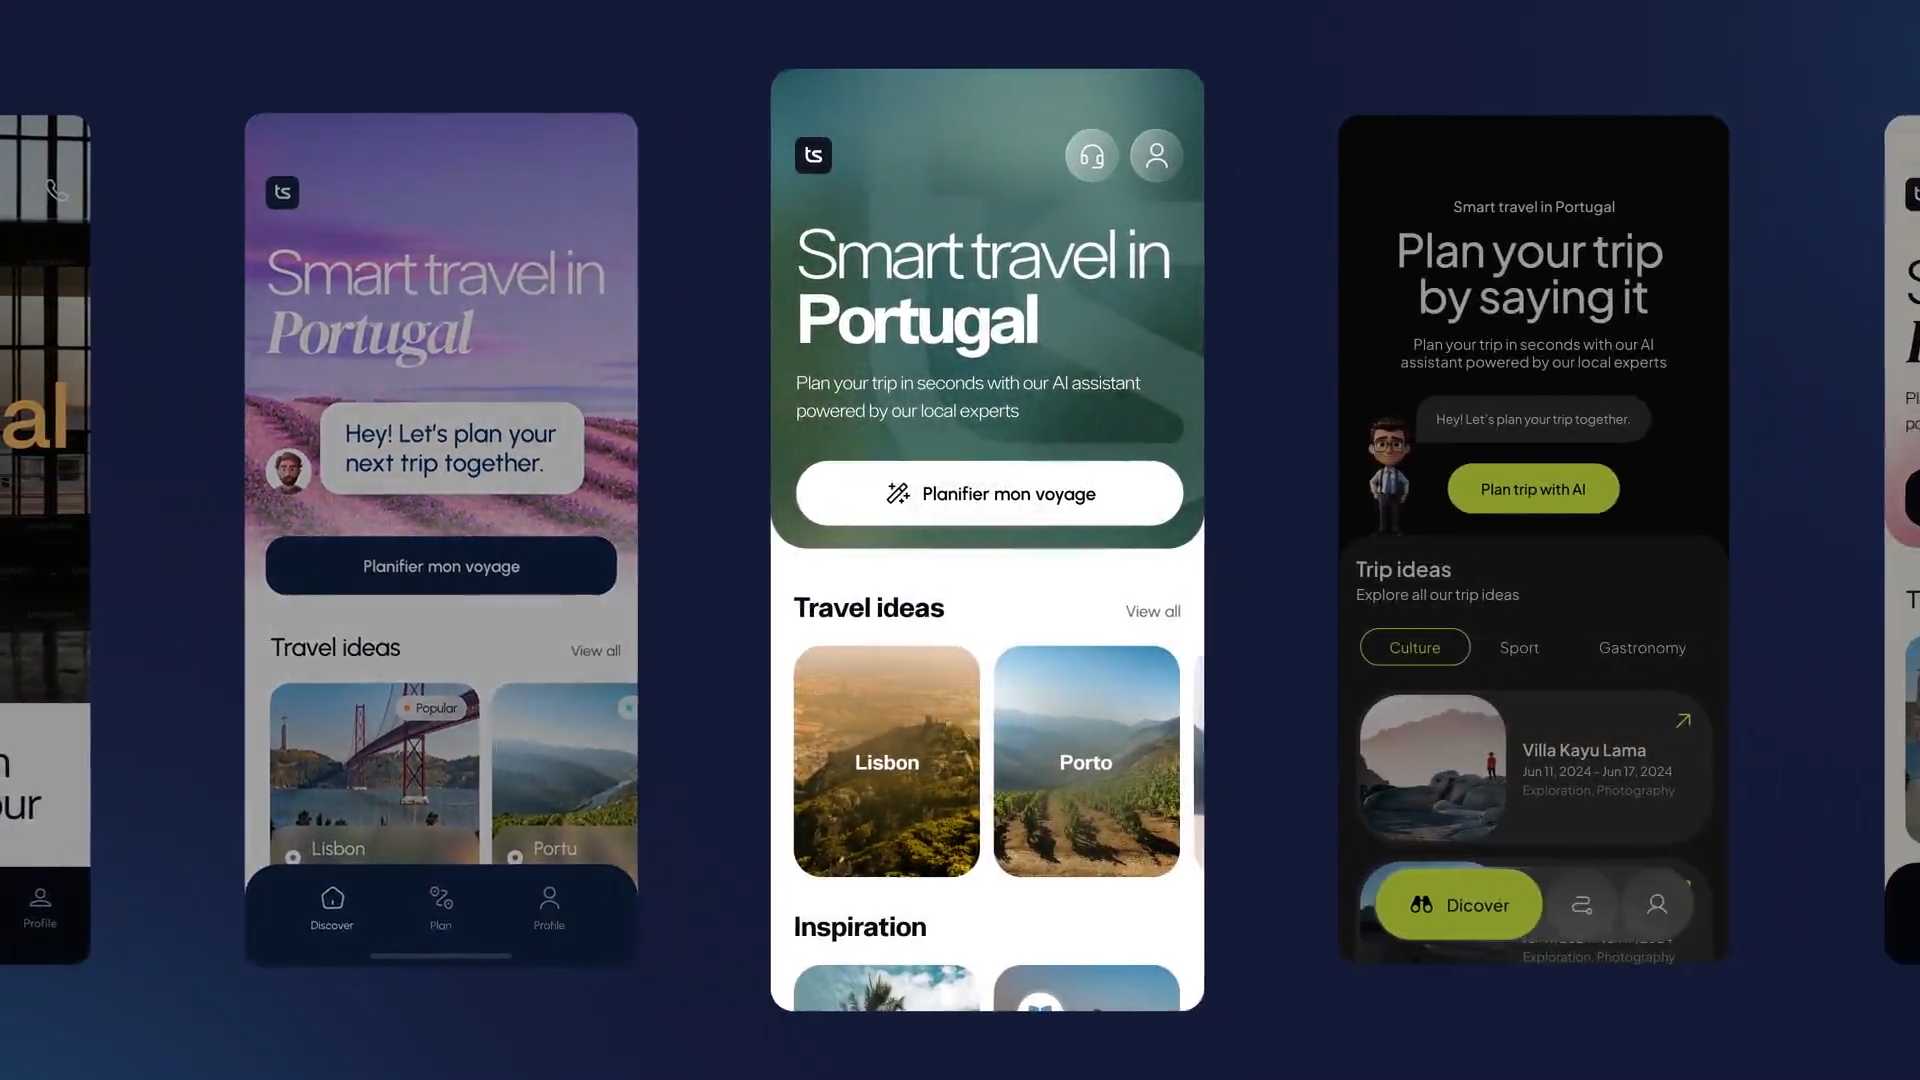 al
n
our
Profile
ts
Smart travel in
Portugal
Hey! Let's plan your
next trip together.
Planifier mon voyage
Travel ideas
View all
Popular
Lisbon
Portu
Discover
Plan
Profile
ts
Smart travel in
Portugal
Plan your trip in seconds with our AI assistant
powered by our local experts
Planifier mon voyage
Travel ideas
View all
Lisbon
Porto
Inspiration
Smart travel in Portugal
Plan your trip
by saying it
Plan your trip in seconds with our AI
assistant powered by our local experts
Hey! Let's plan your trip together.
Plan trip with AI
Trip ideas
Explore all our trip ideas
Culture
Sport
Gastronomy
Villa Kayu Lama
Jun 11, 2024 - Jun 17, 2024
Exploration, Photography
Dicover
Exploration, Photography